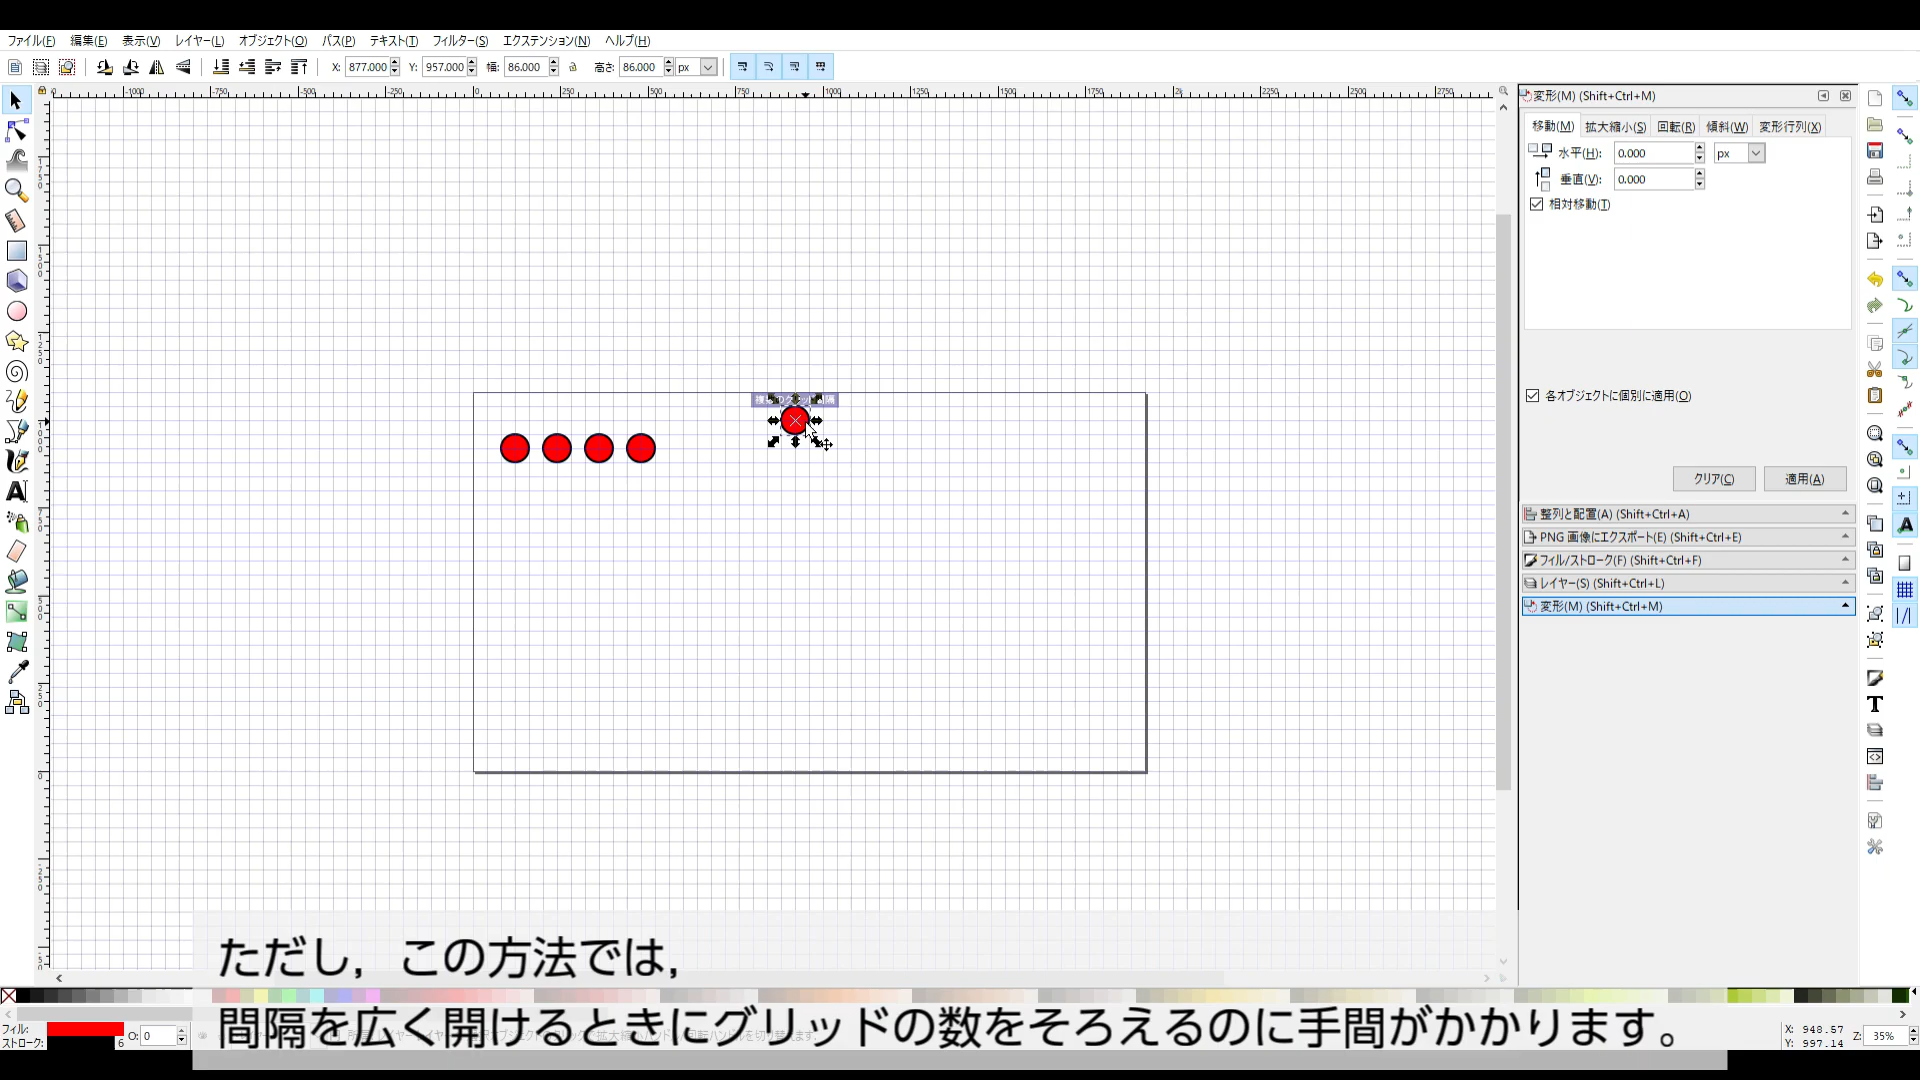 ファイル(F) 編集(E) 表示(V) レイヤー(L) オブジェクト(O) パス(P) テキスト(T) フィルター(S) エクステンション(N) ヘルプ(H)
X: 877.000 Y: 957.000 幅: 86.000 高さ: 86.000 px
変形(M) (Shift+Ctrl+M)
移動(M) 拡大縮小(S) 回転(R) 傾斜(W) 変形行列(X)
水平(H): 0.000 px
垂直(V): 0.000
相対移動(T)
各オブジェクトに個別に適用(O)
クリア(C) 適用(A)
整列と配置(A) (Shift+Ctrl+A)
PNG 画像にエクスポート(E) (Shift+Ctrl+E)
フィル/ストローク(F) (Shift+Ctrl+F)
レイヤー(S) (Shift+Ctrl+L)
変形(M) (Shift+Ctrl+M)
ただし，この方法では，
間隔を広く開けるときにグリッドの数をそろえるのに手間がかかります。
フィル:
ストローク: 6 O: 0
X: 948.57
Y: 997.14
Z: 35%